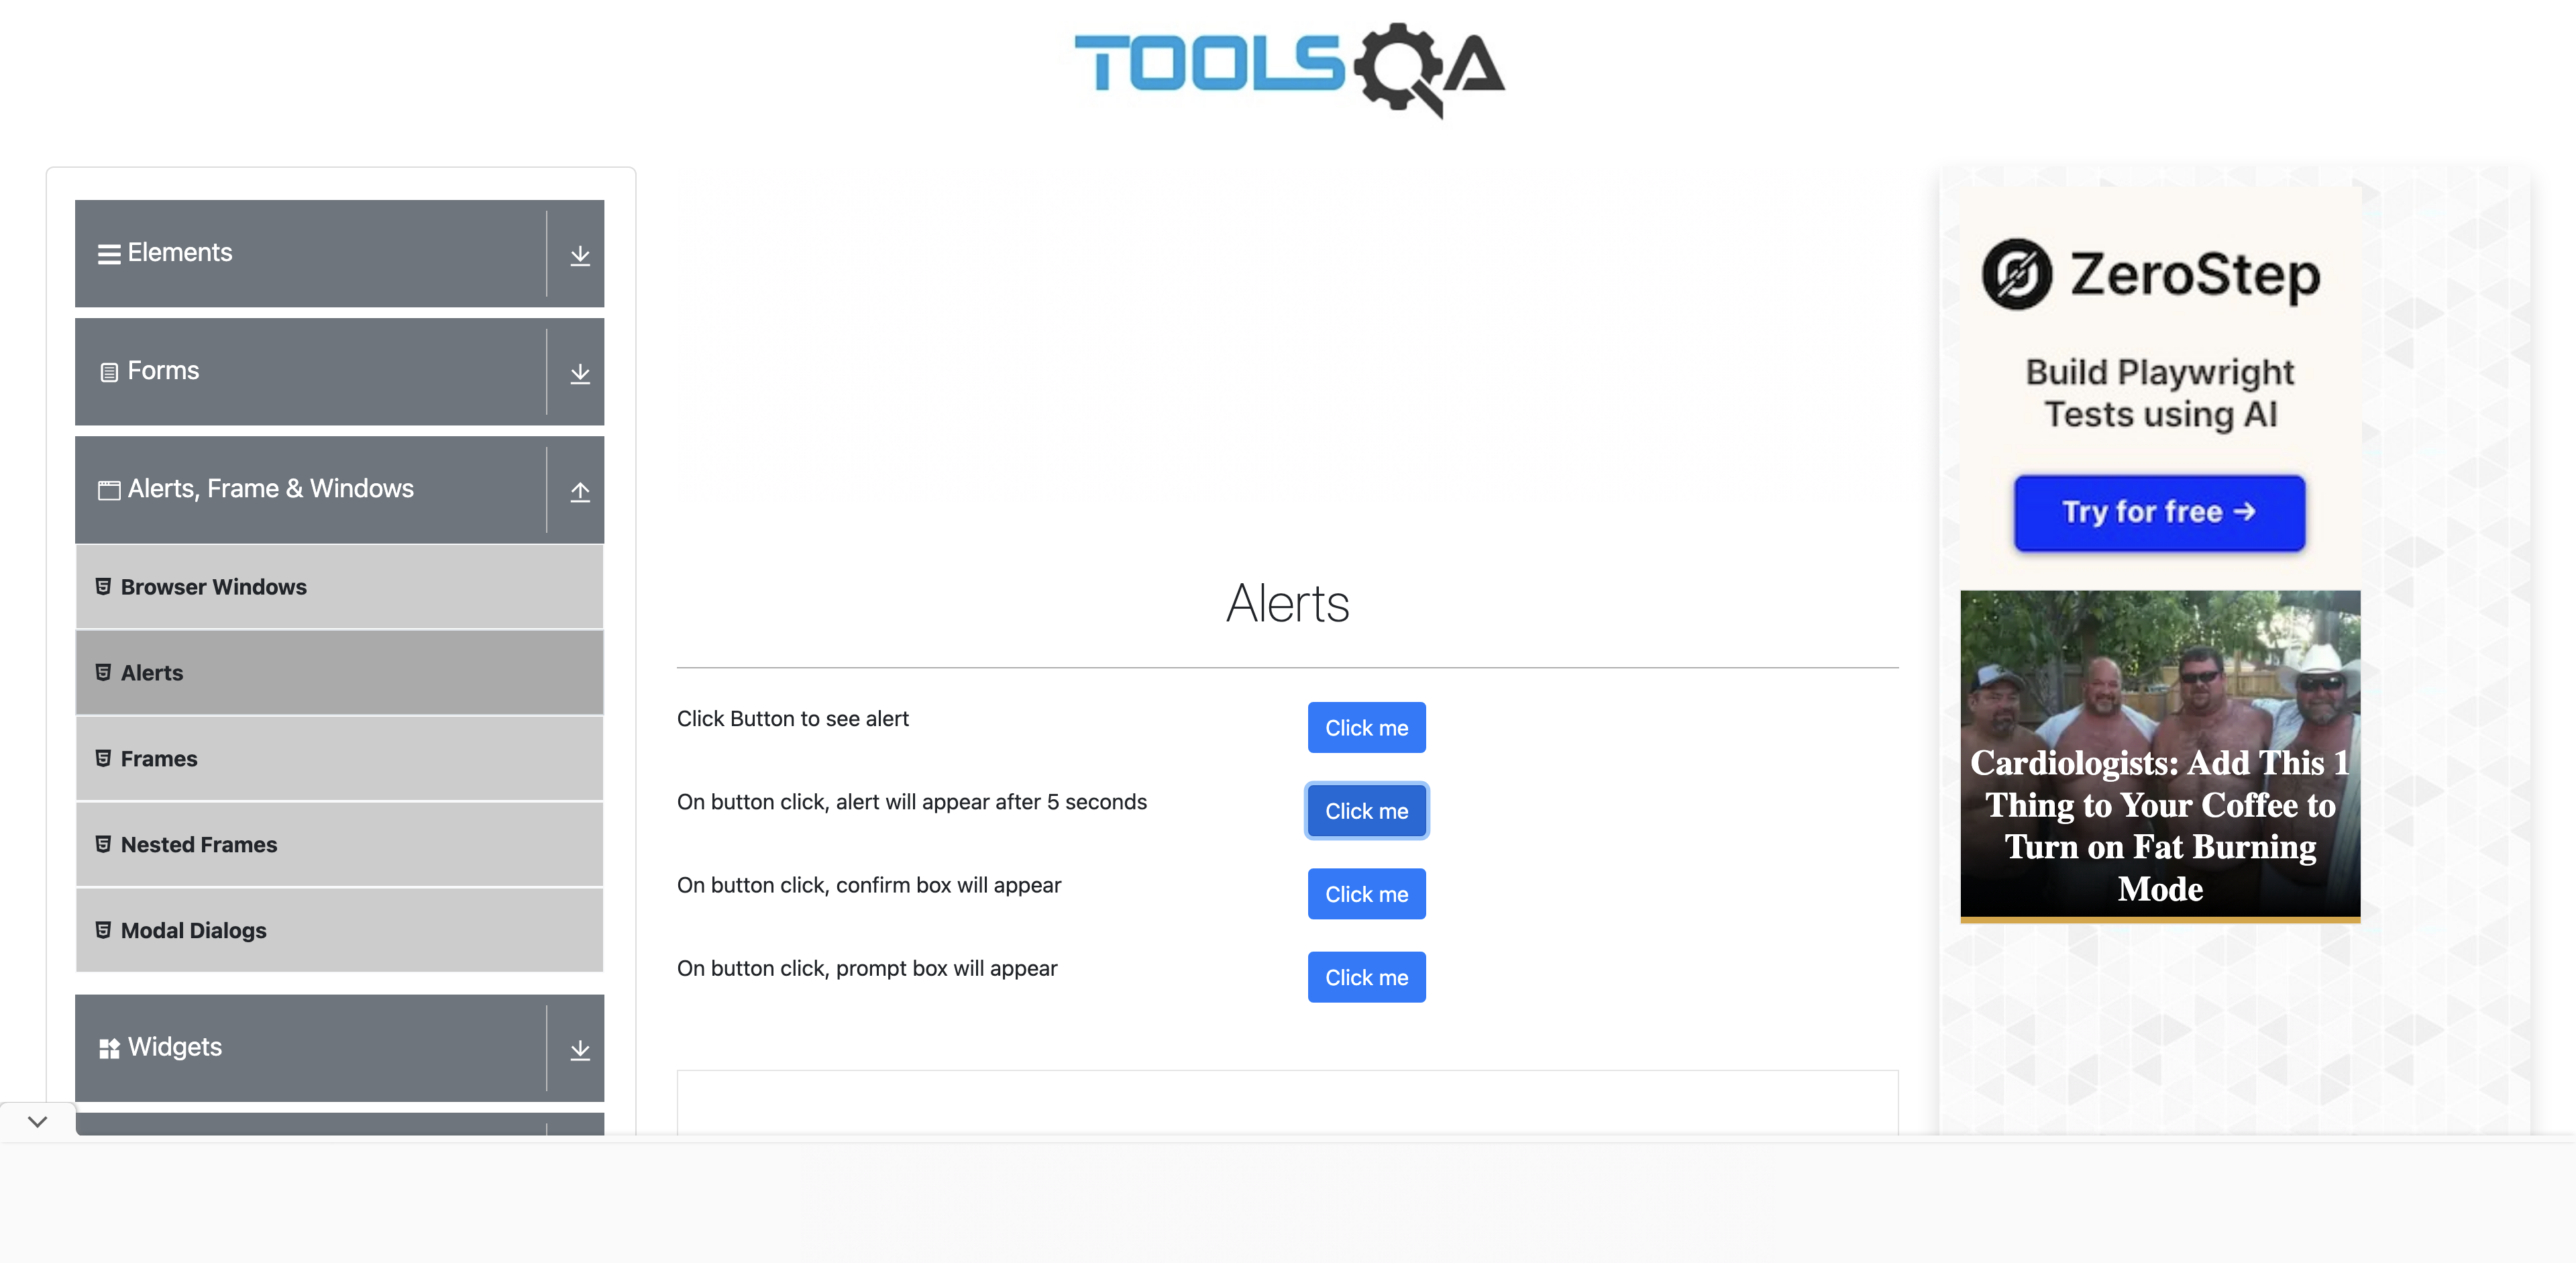 TOOLSQA
Elements
Forms
Alerts, Frame & Windows
Browser Windows
Alerts
Frames
Nested Frames
Modal Dialogs
Widgets
Alerts
Click Button to see alert
Click me
On button click, alert will appear after 5 seconds
Click me
On button click, confirm box will appear
Click me
On button click, prompt box will appear
Click me
ZeroStep
Build Playwright
Tests using AI
Try for free →
Cardiologists: Add This 1
Thing to Your Coffee to
Turn on Fat Burning
Mode